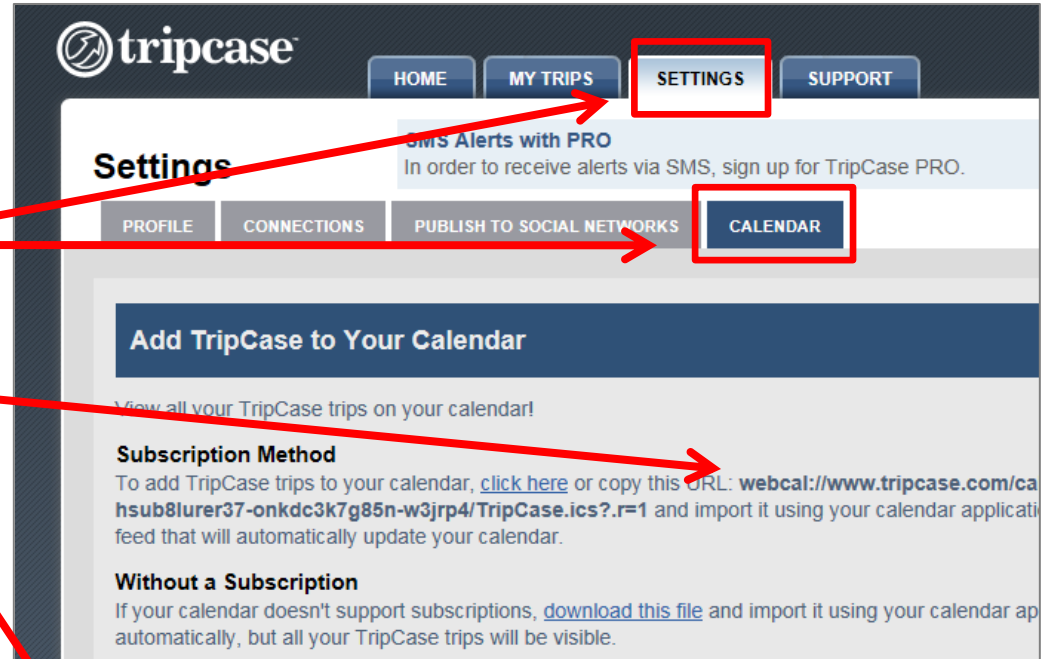 tripcase
HOME MY TRIPS SETTINGS SUPPORT
SMS Alerts with PRO
Settings
In order to receive alerts via SMS, sign up for TripCase PRO.
PROFILE CONNECTIONS PUBLISH TO SOCIAL NETWORKS CALENDAR
Add TripCase to Your Calendar
View all your TripCase trips on your calendar!
Subscription Method
To add TripCase trips to your calendar, click here or copy this URL: webcal://www.tripcase.com/ca
hsub8lurer37-onkdc3k7g85n-w3jrp4/TripCase.ics?.r=1 and import it using your calendar applicati
feed that will automatically update your calendar.
Without a Subscription
If your calendar doesn't support subscriptions, download this file and import it using your calendar ap
automatically, but all your TripCase trips will be visible.